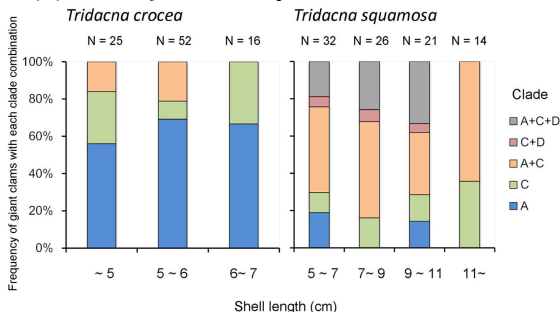 Tridacna crocea
Tridacna squamosa
N = 25
N = 52
N = 16
N = 32
N = 26
N = 21
N = 14
Frequency of giant clams with each clade combination
100%
80%
60%
40%
20%
0%
Clade
A+C+D
C+D
A+C
C
A
~ 5
5 ~ 6
6~ 7
5 ~ 7
7~ 9
9 ~ 11
11~
Shell length (cm)